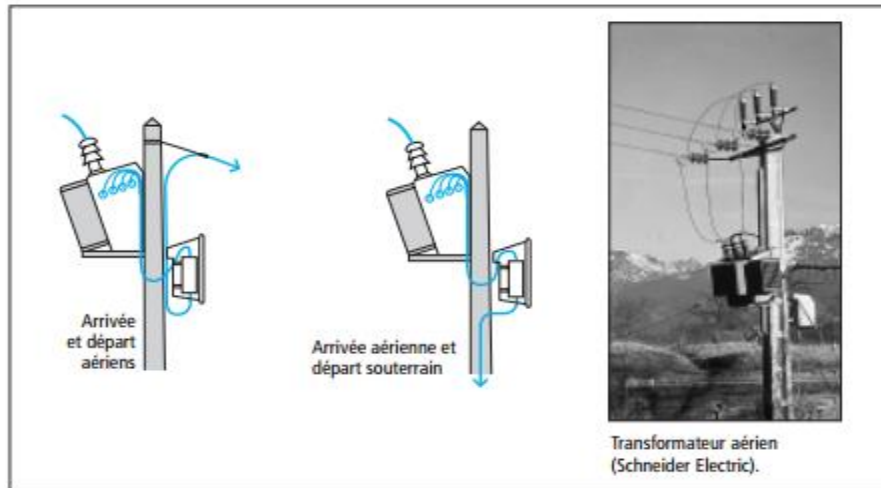 Arrivée
et départ
aériens
Arrivée aérienne et
départ souterrain
Transformateur aérien
(Schneider Electric).